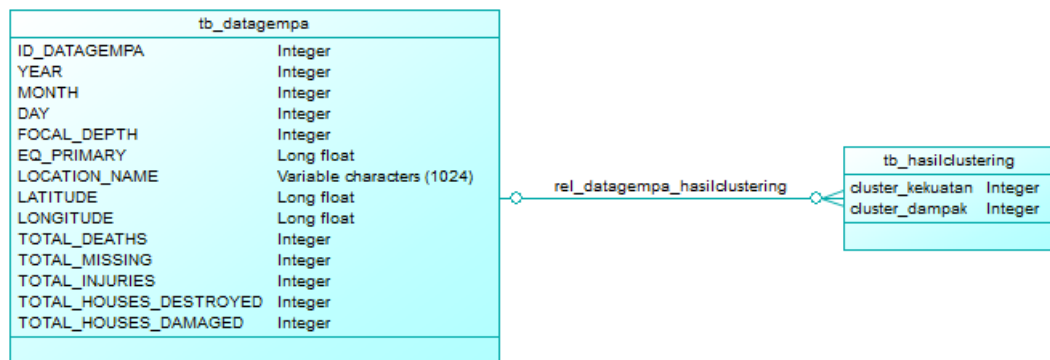 tb_datagempa
ID_DATAGEMPA Integer
YEAR Integer
MONTH Integer
DAY Integer
FOCAL_DEPTH Integer
EQ_PRIMARY Long float
LOCATION_NAME Variable characters (1024)
LATITUDE Long float
LONGITUDE Long float
TOTAL_DEATHS Integer
TOTAL_MISSING Integer
TOTAL_INJURIES Integer
TOTAL_HOUSES_DESTROYED Integer
TOTAL_HOUSES_DAMAGED Integer
rel_datagempa_hasilclustering
tb_hasilclustering
cluster_kekuatan Integer
cluster_dampak Integer